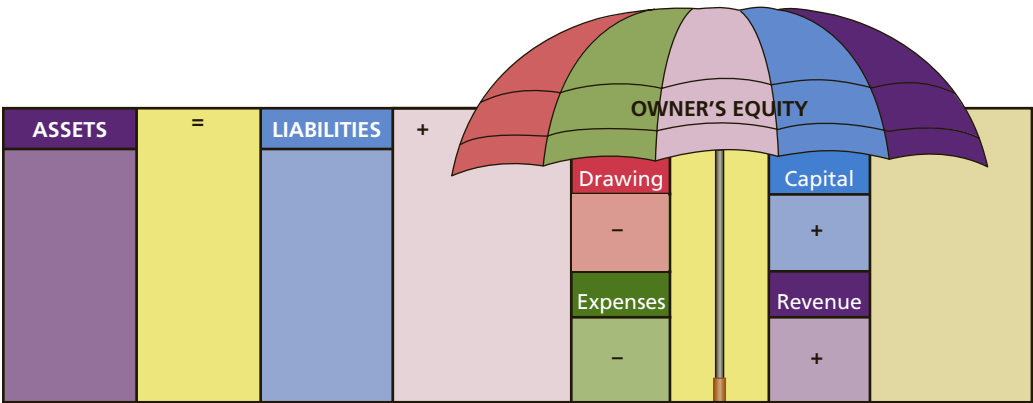 OWNER'S EQUITY
ASSETS = LIABILITIES +
Drawing Capital
– +
Expenses Revenue
– +